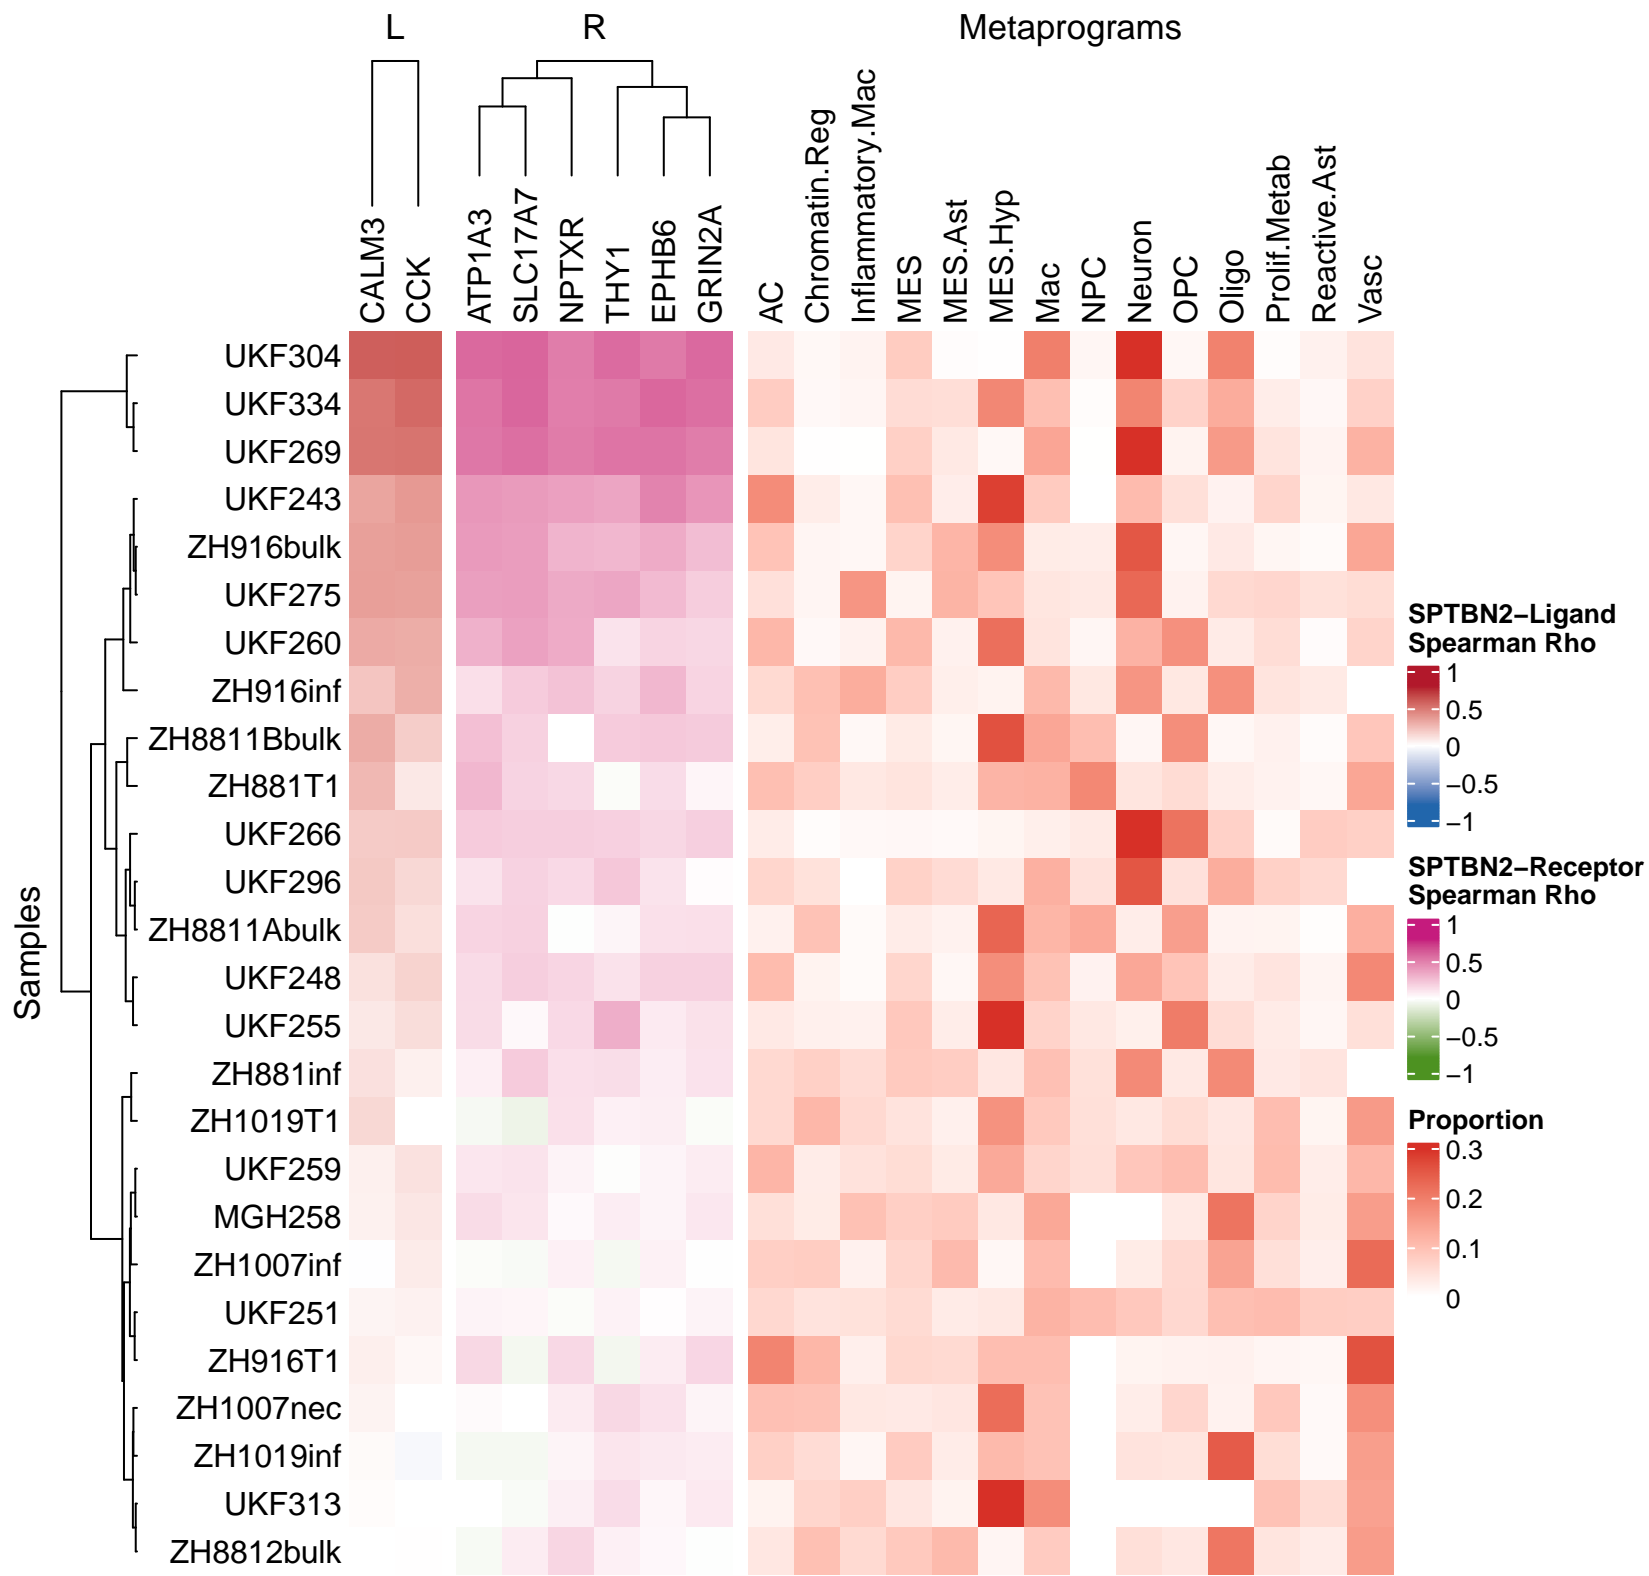 L R Metaprograms
CALM3
CCK
ATP1A3
SLC17A7
NPTXR
THY1
EPHB6
GRIN2A
AC
Chromatin.Reg
Inflammatory.Mac
MES
MES.Ast
MES.Hyp
Mac
NPC
Neuron
OPC
Oligo
Prolif.Metab
Reactive.Ast
Vasc
Samples
UKF304
UKF334
UKF269
UKF243
ZH916bulk
UKF275
UKF260
ZH916inf
ZH8811Bbulk
ZH881T1
UKF266
UKF296
ZH8811Abulk
UKF248
UKF255
ZH881inf
ZH1019T1
UKF259
MGH258
ZH1007inf
UKF251
ZH916T1
ZH1007nec
ZH1019inf
UKF313
ZH8812bulk
SPTBN2−Ligand
Spearman Rho
1
0.5
0
−0.5
−1
SPTBN2−Receptor
Spearman Rho
1
0.5
0
−0.5
−1
Proportion
0.3
0.2
0.1
0